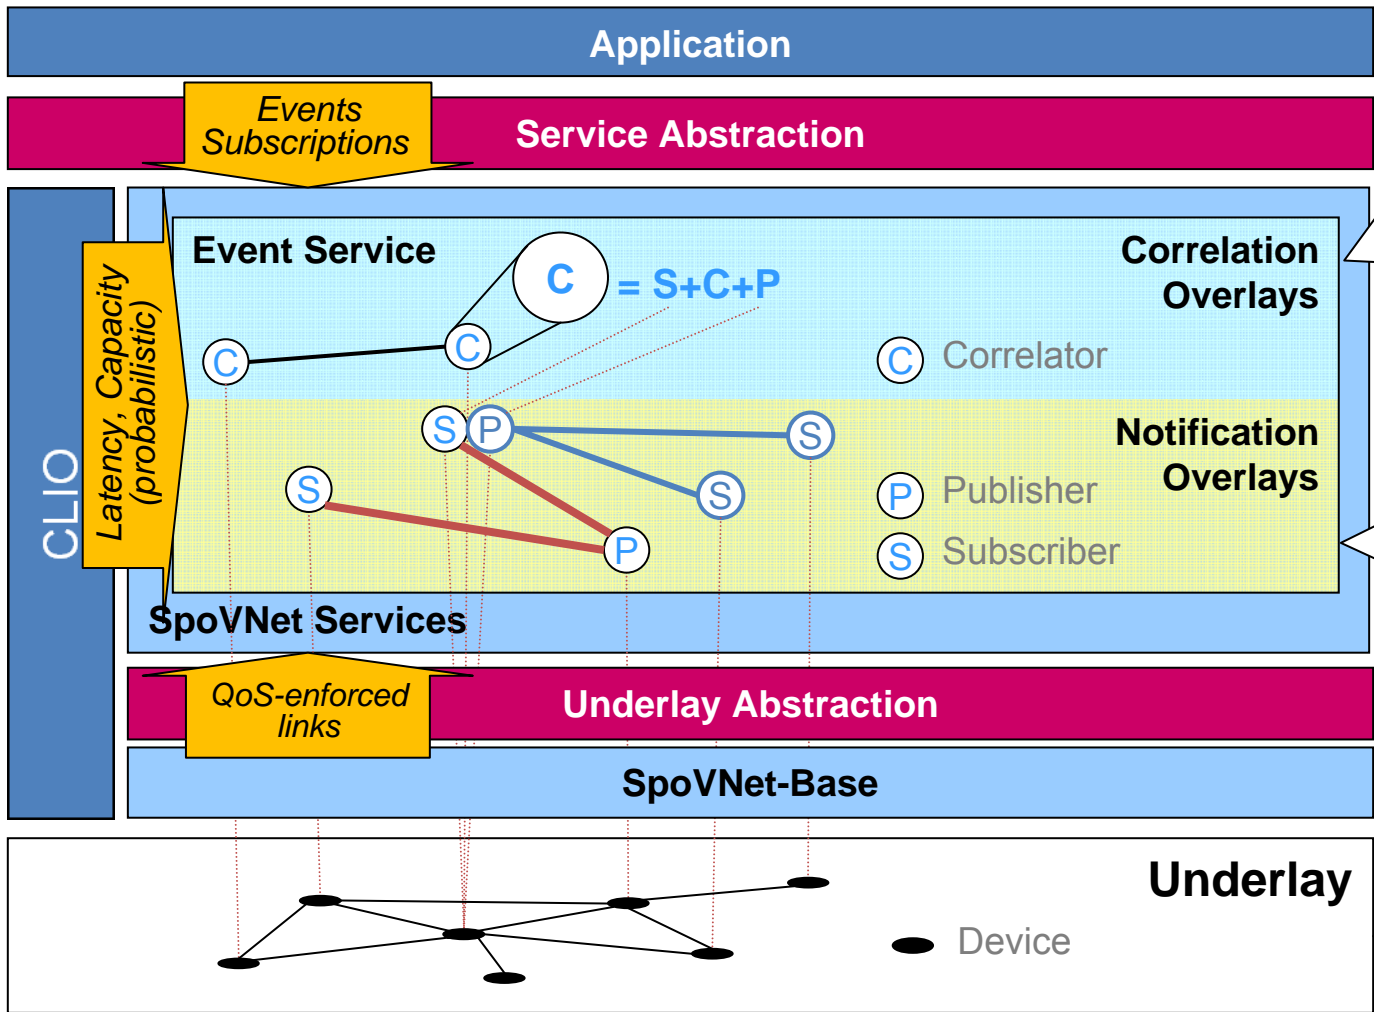 Application
Events
Subscriptions
Service Abstraction
CLIO
Latency, Capacity
(probabilistic)
Event Service
Correlation
Overlays
C
= S+C+P
C
C
C
Correlator
S
P
S
Notification
Overlays
S
S
P
Publisher
P
S
Subscriber
SpoVNet Services
QoS-enforced
links
Underlay Abstraction
SpoVNet-Base
Underlay
Device